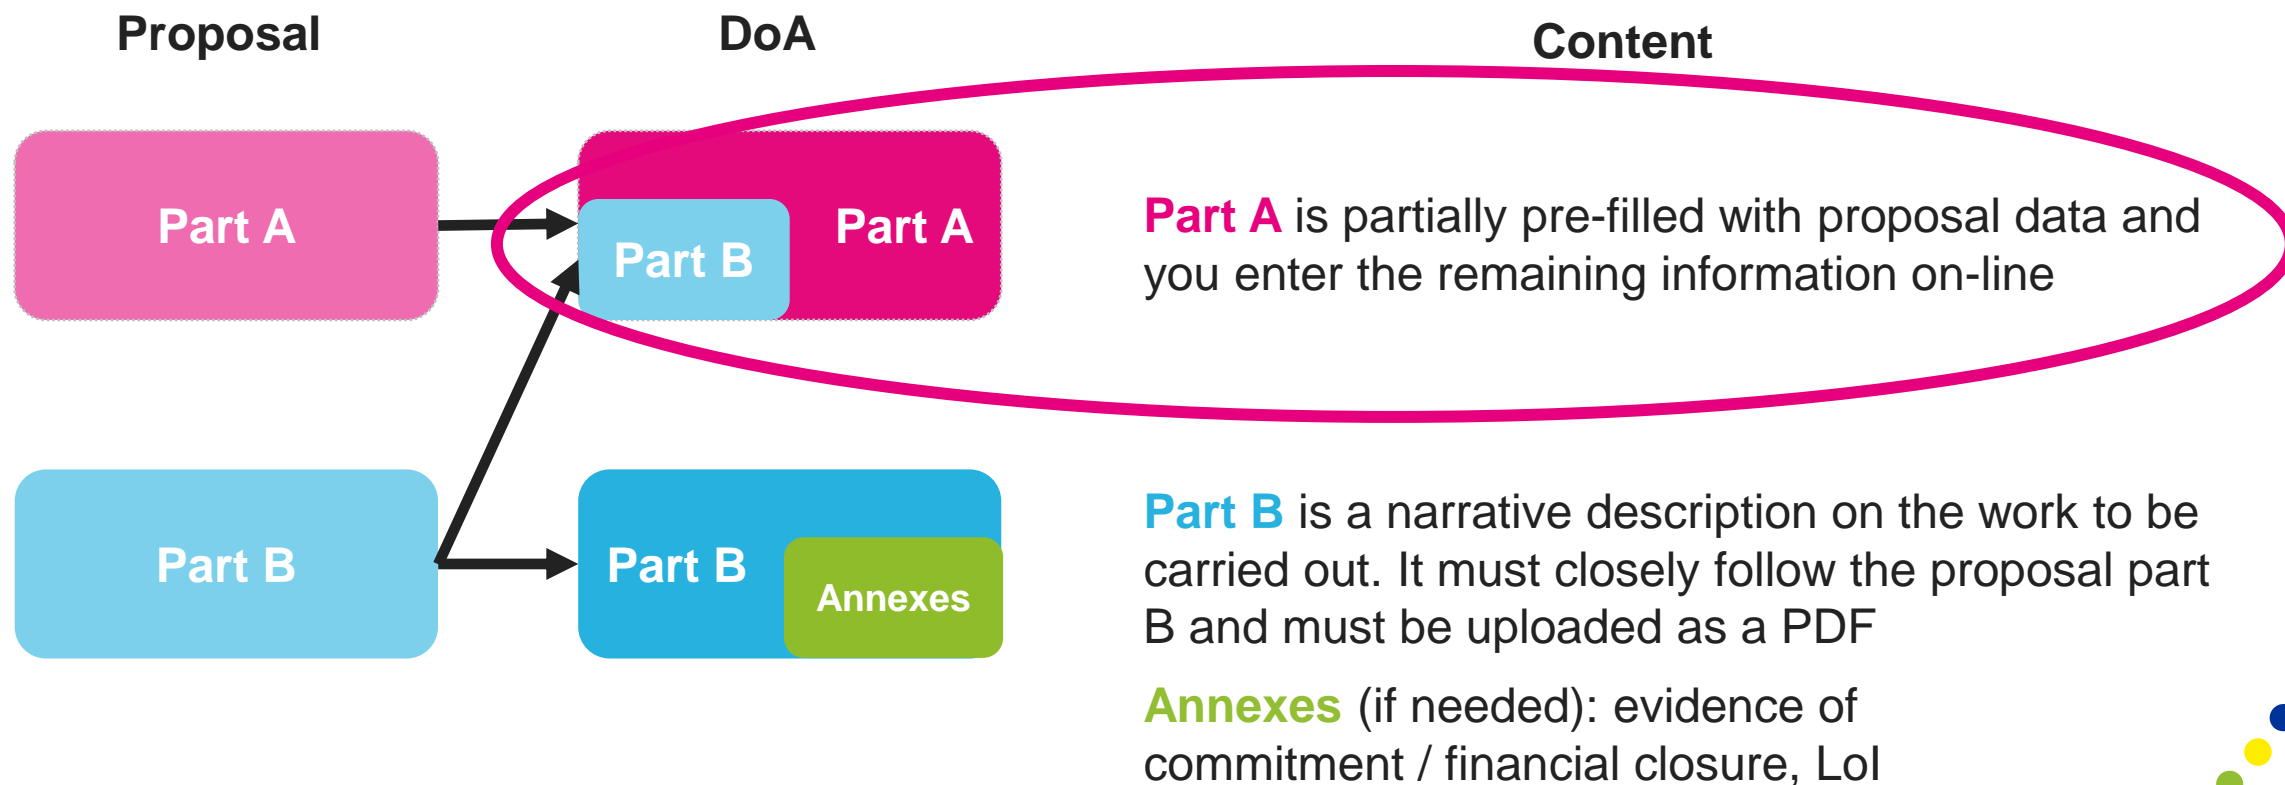 Proposal
DoA
Content
Part A
Part B
Part A
Part A is partially pre-filled with proposal data and
you enter the remaining information on-line
Part B
Part B
Annexes
Part B is a narrative description on the work to be
carried out. It must closely follow the proposal part
B and must be uploaded as a PDF
Annexes (if needed): evidence of
commitment / financial closure, LoI